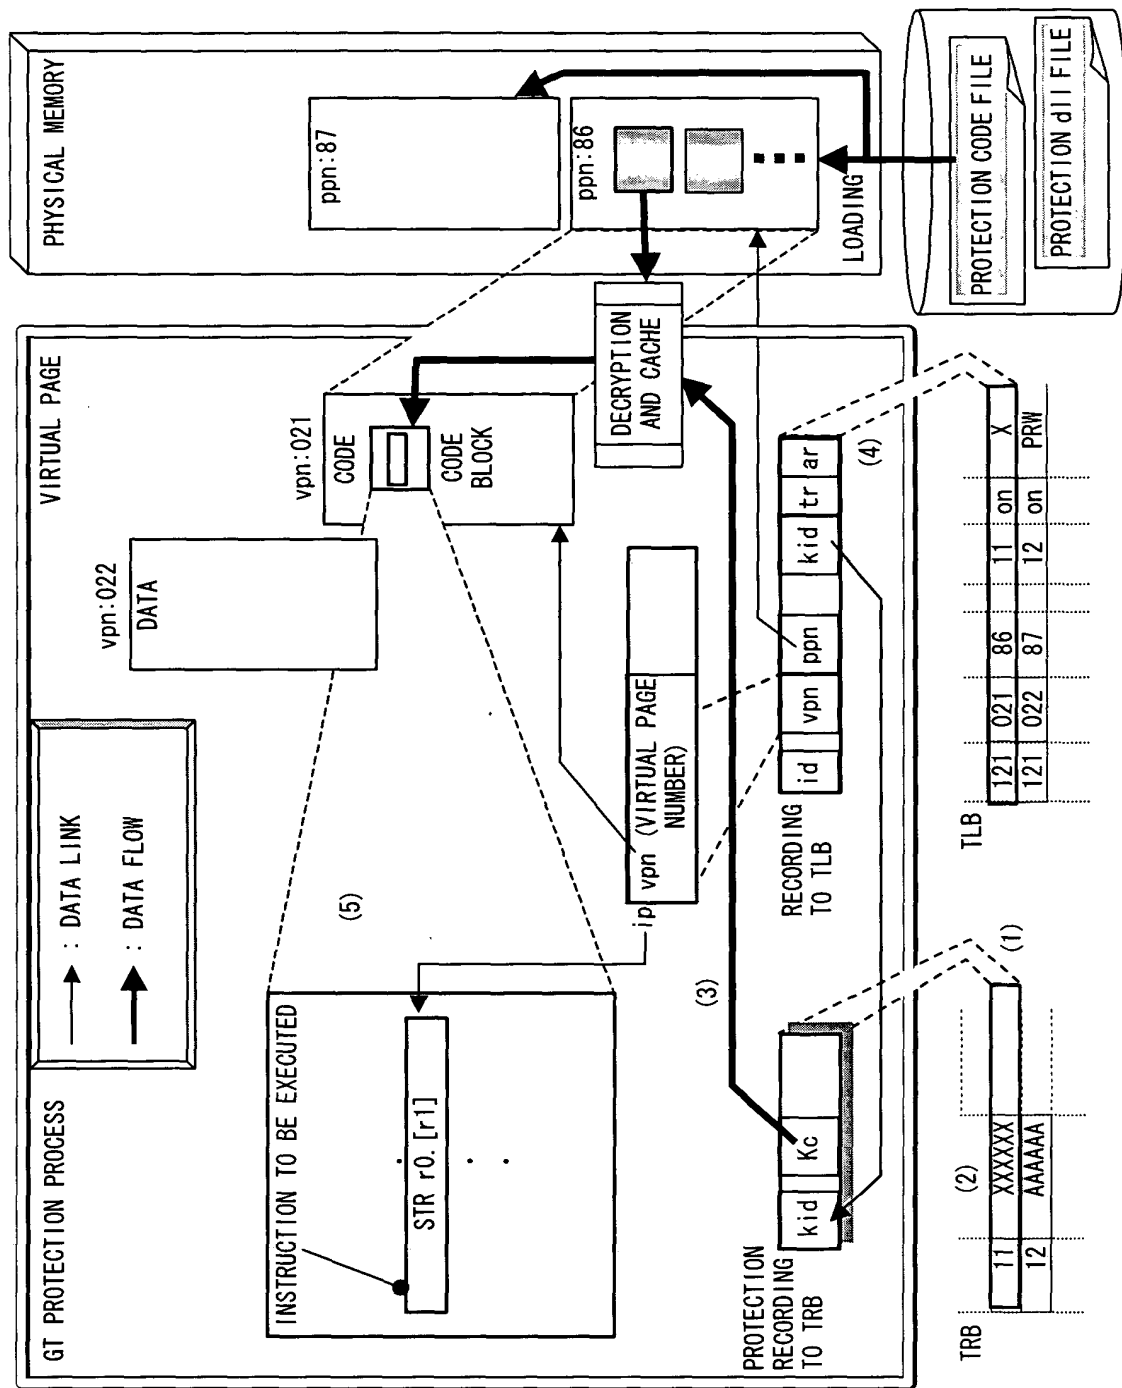 GT PROTECTION PROCESS
: DATA LINK
: DATA FLOW
VIRTUAL PAGE
PHYSICAL MEMORY
INSTRUCTION TO BE EXECUTED
STR r0. [r1]
(5)
vpn:022
DATA
vpn:021
CODE
CODE
BLOCK
ppn:87
ppn:86
LOADING
DECRYPTION
AND CACHE
ip
vpn (VIRTUAL PAGE
NUMBER)
(3)
PROTECTION
RECORDING
TO TRB
kid
Kc
RECORDING
TO TLB
id
vpn
ppn
kid
tr
ar
(1)
(4)
TRB
(2)
11 XXXXXX
12 AAAAAA
TLB
121 021 86 11 on X
121 022 87 12 on PRW
PROTECTION CODE FILE
PROTECTION dll FILE